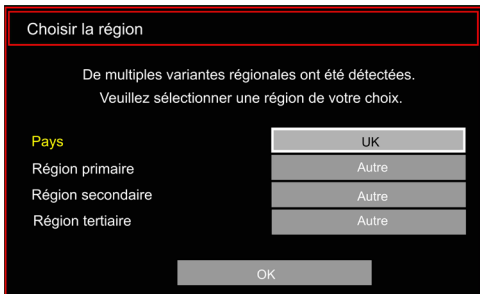 Choisir la région
De multiples variantes régionales ont été détectées.
Veuillez sélectionner une région de votre choix.
Pays UK
Région primaire Autre
Région secondaire Autre
Région tertiaire Autre
OK